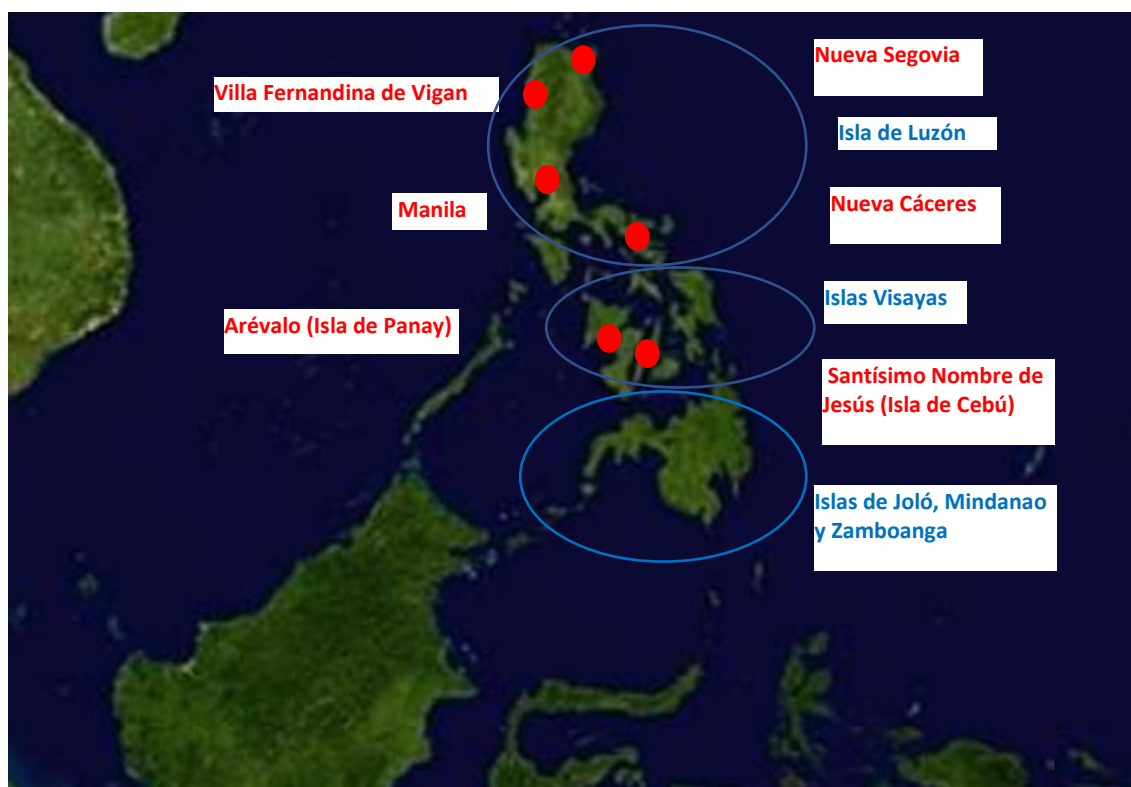 Nueva Segovia
Villa Fernandina de Vigan
Isla de Luzón
Nueva Cáceres
Manila
Islas Visayas
Arévalo (Isla de Panay)
Santísimo Nombre de
Jesús (Isla de Cebú)
Islas de Joló, Mindanao
y Zamboanga